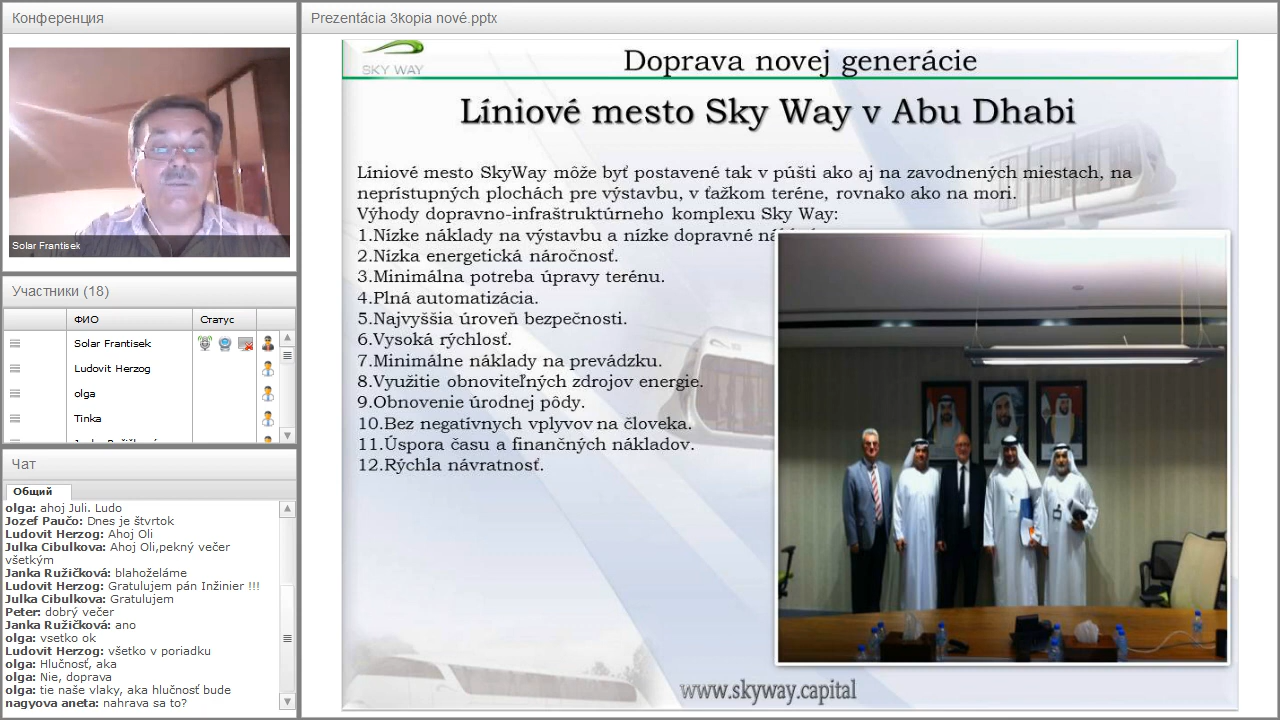 Конференция
Solar Frantisek
Участники (18)
ФИО
Статус
Solar Frantisek
Ludovit Herzog
olga
Tinka
Чат
Общий
olga: ahoj Juli. Ludo
Jozef Paučo: Dnes je štvrtok
Ludovit Herzog: Ahoj Oli
Julka Cibulkova: Ahoj Oli,pekný večer
všetkým
Janka Ružičková: blahoželáme
Ludovit Herzog: Gratulujem pán Inžinier !!!
Julka Cibulkova: Gratulujem
Peter: dobrý večer
Janka Ružičková: ano
olga: vsetko ok
Ludovit Herzog: všetko v poriadku
olga: Hlučnosť, aka
olga: Nie, doprava
olga: tie naše vlaky, aka hlučnosť bude
nagyova aneta: nahrava sa to?
Prezentácia 3kopia nové.pptx
SKY WAY
Doprava novej generácie
Líniové mesto Sky Way v Abu Dhabi
Líniové mesto SkyWay môže byť postavené tak v púšti ako aj na zavodnených miestach, na
neprístupných plochách pre výstavbu, v ťažkom teréne, rovnako ako na mori.
Výhody dopravno-infraštruktúrneho komplexu Sky Way:
1.Nízke náklady na výstavbu a nízke dopravné
2.Nízka energetická náročnosť.
3.Minimálna potreba úpravy terénu.
4.Plná automatizácia.
5.Najvyššia úroveň bezpečnosti.
6.Vysoká rýchlosť.
7.Minimálne náklady na prevádzku.
8.Využitie obnoviteľných zdrojov energie.
9.Obnovenie úrodnej pôdy.
10.Bez negatívnych vplyvov na človeka.
11.Úspora času a finančných nákladov.
12.Rýchla návratnosť.
www.skyway.capital